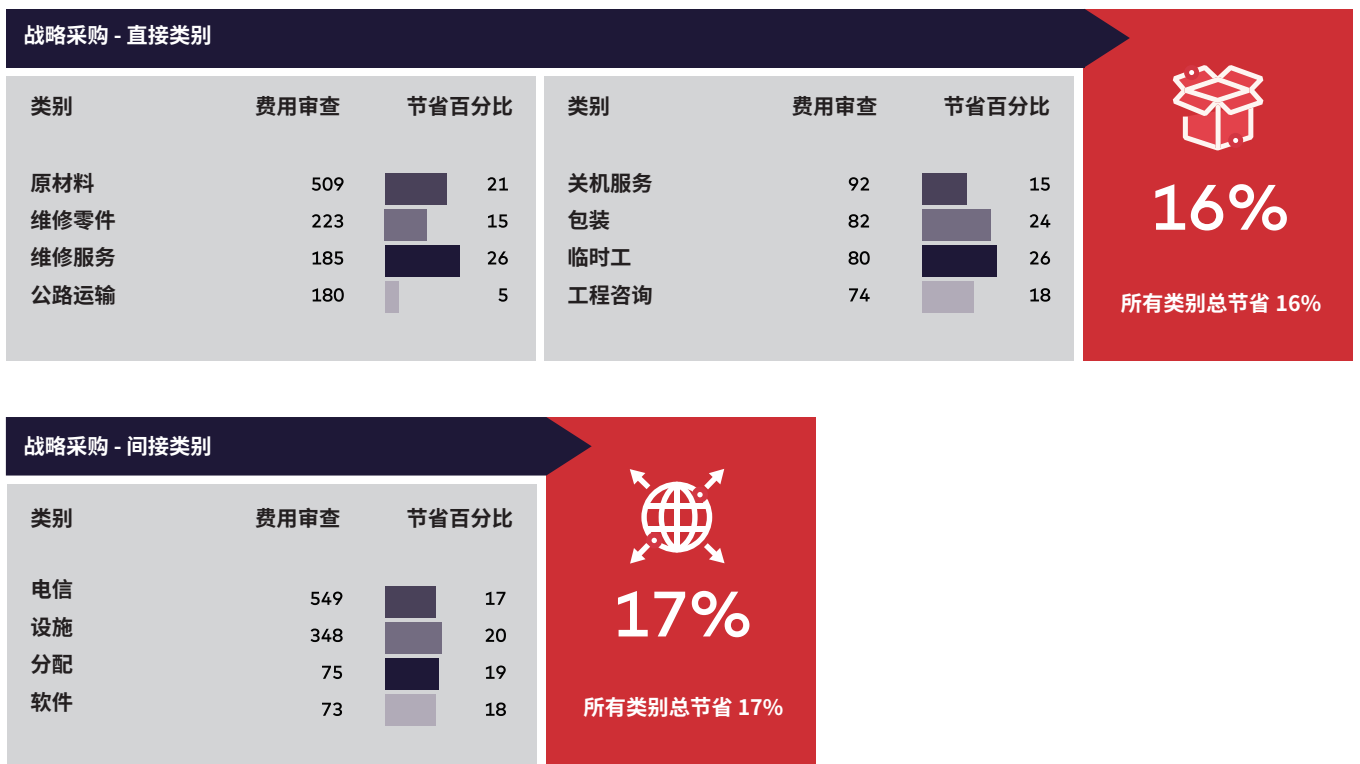 战略采购 - 直接类别
类别 费用审查 节省百分比
原材料 509 21
维修零件 223 15
维修服务 185 26
公路运输 180 5
类别 费用审查 节省百分比
关机服务 92 15
包装 82 24
临时工 80 26
工程咨询 74 18
16%
所有类别总节省 16%
战略采购 - 间接类别
类别 费用审查 节省百分比
电信 549 17
设施 348 20
分配 75 19
软件 73 18
17%
所有类别总节省 17%